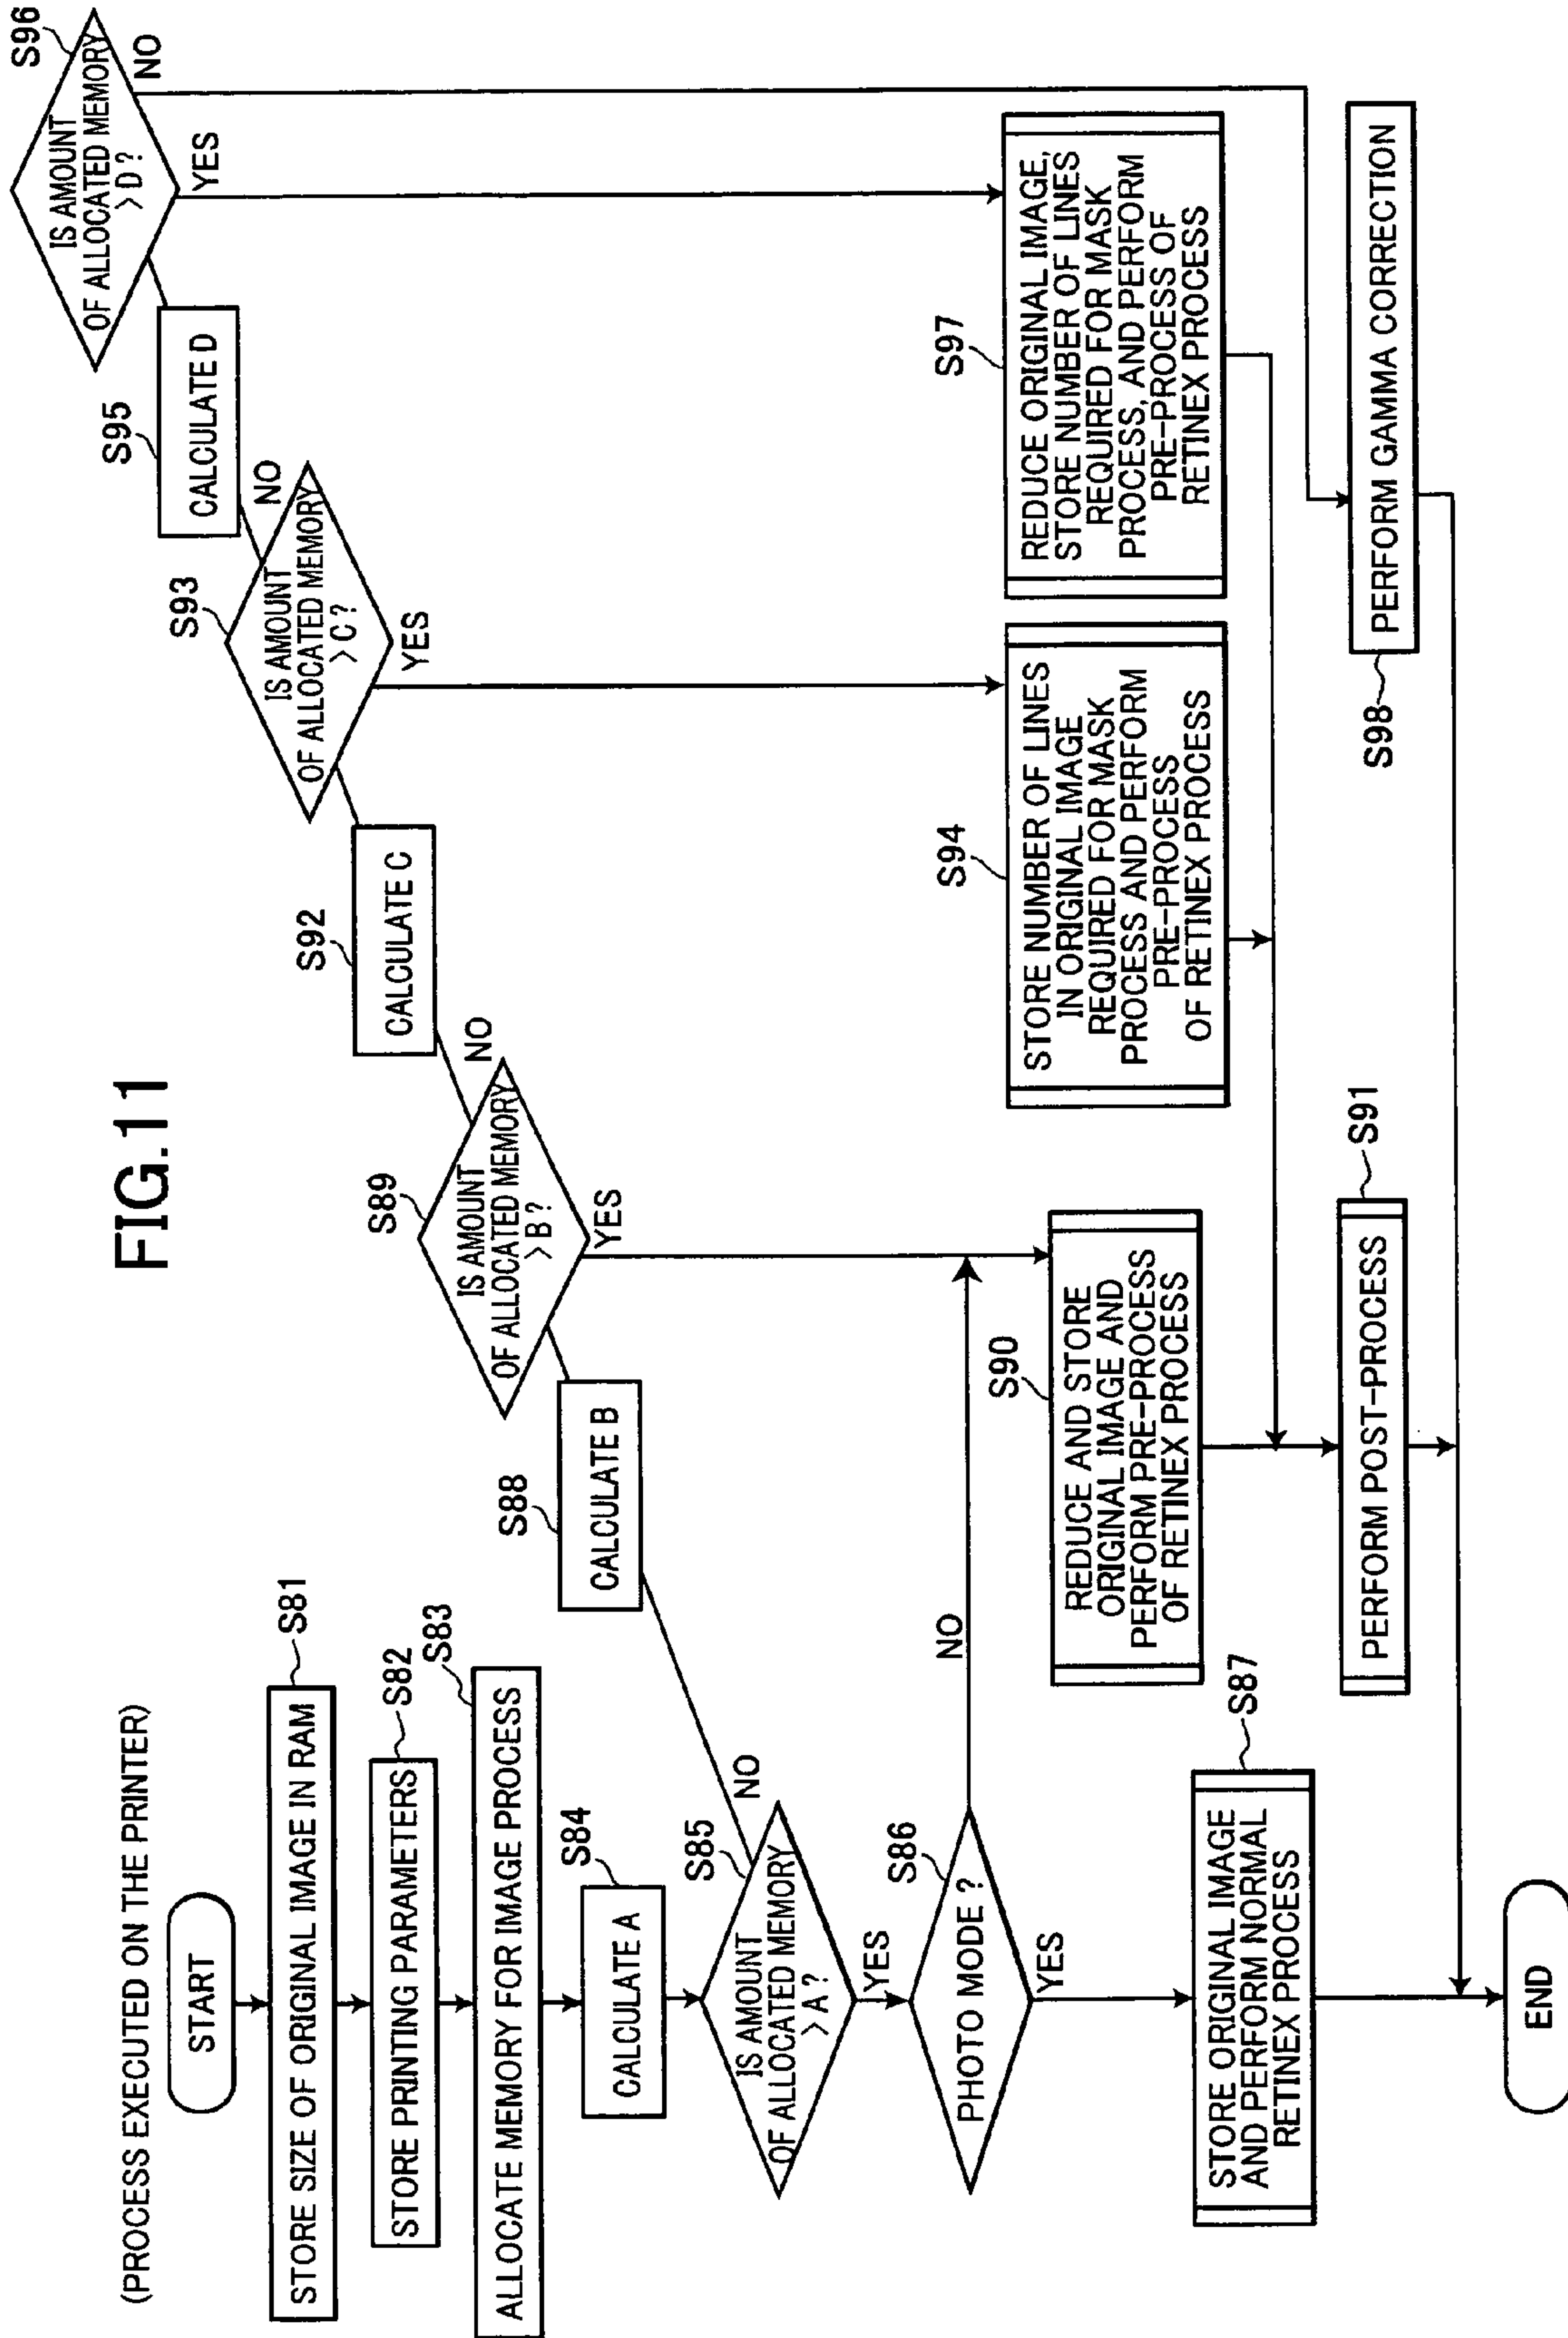 FIG.11
(PROCESS EXECUTED ON THE PRINTER)
START
STORE SIZE OF ORIGINAL IMAGE IN RAM
S81
STORE PRINTING PARAMETERS
S82
ALLOCATE MEMORY FOR IMAGE PROCESS
S83
CALCULATE A
S84
IS AMOUNT
OF ALLOCATED MEMORY
>A?
S85
NO
YES
PHOTO MODE ?
S86
NO
YES
STORE ORIGINAL IMAGE
AND PERFORM NORMAL
RETINEX PROCESS
S87
END
CALCULATE B
S88
IS AMOUNT
OF ALLOCATED MEMORY
>B?
S89
NO
YES
REDUCE AND STORE
ORIGINAL IMAGE AND
PERFORM PRE-PROCESS
OF RETINEX PROCESS
S90
PERFORM POST-PROCESS
S91
CALCULATE C
S92
IS AMOUNT
OF ALLOCATED MEMORY
>C?
S93
NO
YES
STORE NUMBER OF LINES
IN ORIGINAL IMAGE
REQUIRED FOR MASK
PROCESS AND PERFORM
PRE-PROCESS
OF RETINEX PROCESS
S94
CALCULATE D
S95
IS AMOUNT
OF ALLOCATED MEMORY
>D?
S96
NO
YES
REDUCE ORIGINAL IMAGE,
STORE NUMBER OF LINES
REQUIRED FOR MASK
PROCESS, AND PERFORM
PRE-PROCESS OF
RETINEX PROCESS
S97
PERFORM GAMMA CORRECTION
S98